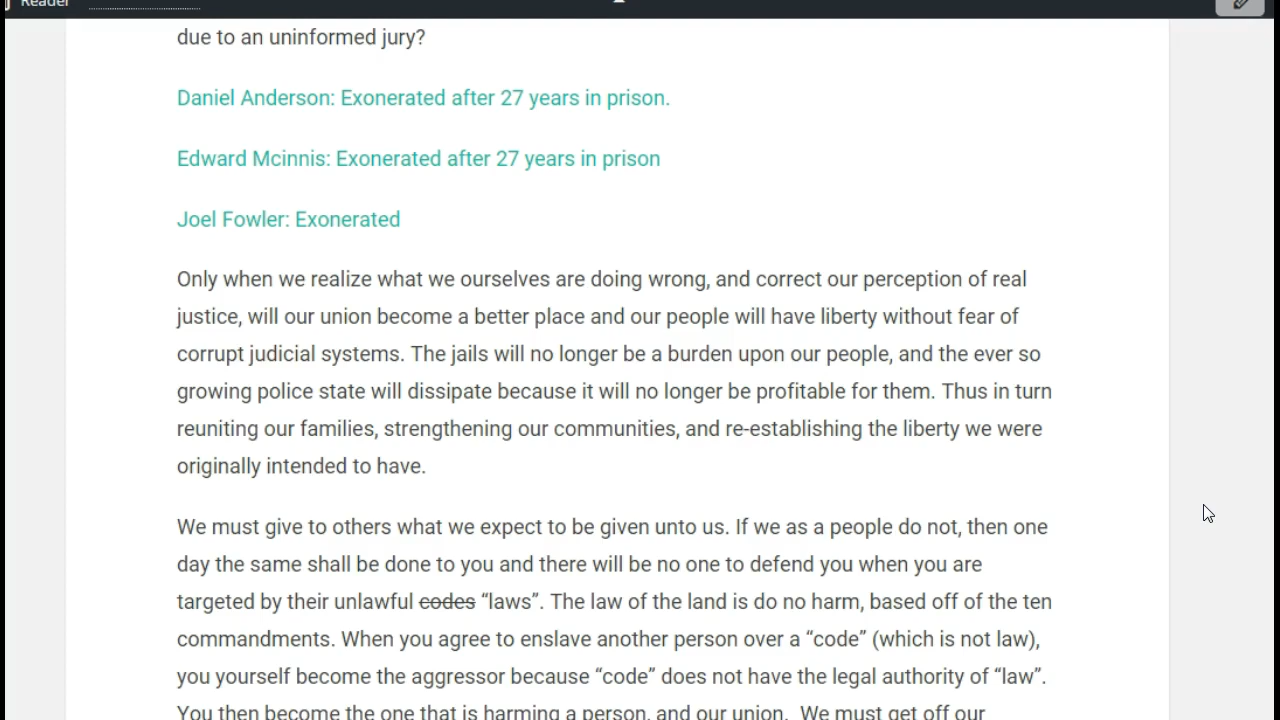 Reader
due to an uninformed jury?
Daniel Anderson: Exonerated after 27 years in prison.
Edward Mcinnis: Exonerated after 27 years in prison
Joel Fowler: Exonerated
Only when we realize what we ourselves are doing wrong, and correct our perception of real
justice, will our union become a better place and our people will have liberty without fear of
corrupt judicial systems. The jails will no longer be a burden upon our people, and the ever so
growing police state will dissipate because it will no longer be profitable for them. Thus in turn
reuniting our families, strengthening our communities, and re-establishing the liberty we were
originally intended to have.
We must give to others what we expect to be given unto us. If we as a people do not, then one
day the same shall be done to you and there will be no one to defend you when you are
targeted by their unlawful codes “laws”. The law of the land is do no harm, based off of the ten
commandments. When you agree to enslave another person over a “code” (which is not law),
you yourself become the aggressor because “code” does not have the legal authority of “law”.
You then become the one that is harming a person, and our union. We must get off our